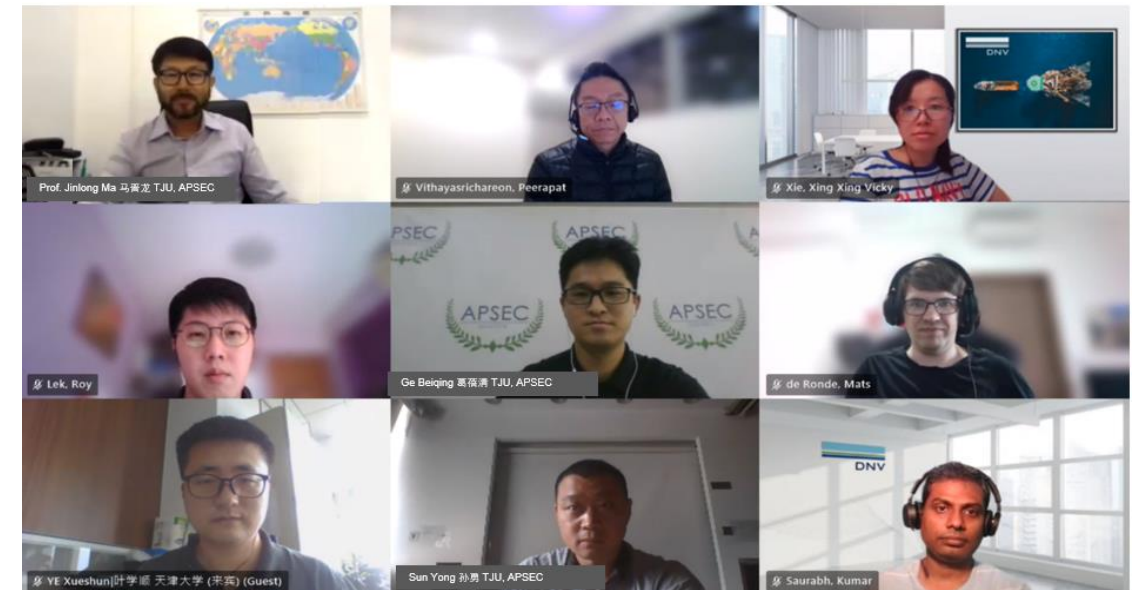 DNV
Prof. Jinlong Ma 马晋龙 TJU, APSEC
Vithayasrichareon, Peerapat
Xie, Xing Xing Vicky
PSEC
APSEC
APSEC
APSEC
Lek, Roy
Ge Beiqing 葛蓓清 TJU, APSEC
de Ronde, Mats
DNV
YE Xueshun|叶学顺 天津大学 (来宾) (Guest)
Sun Yong 孙勇 TJU, APSEC
Saurabh, Kumar